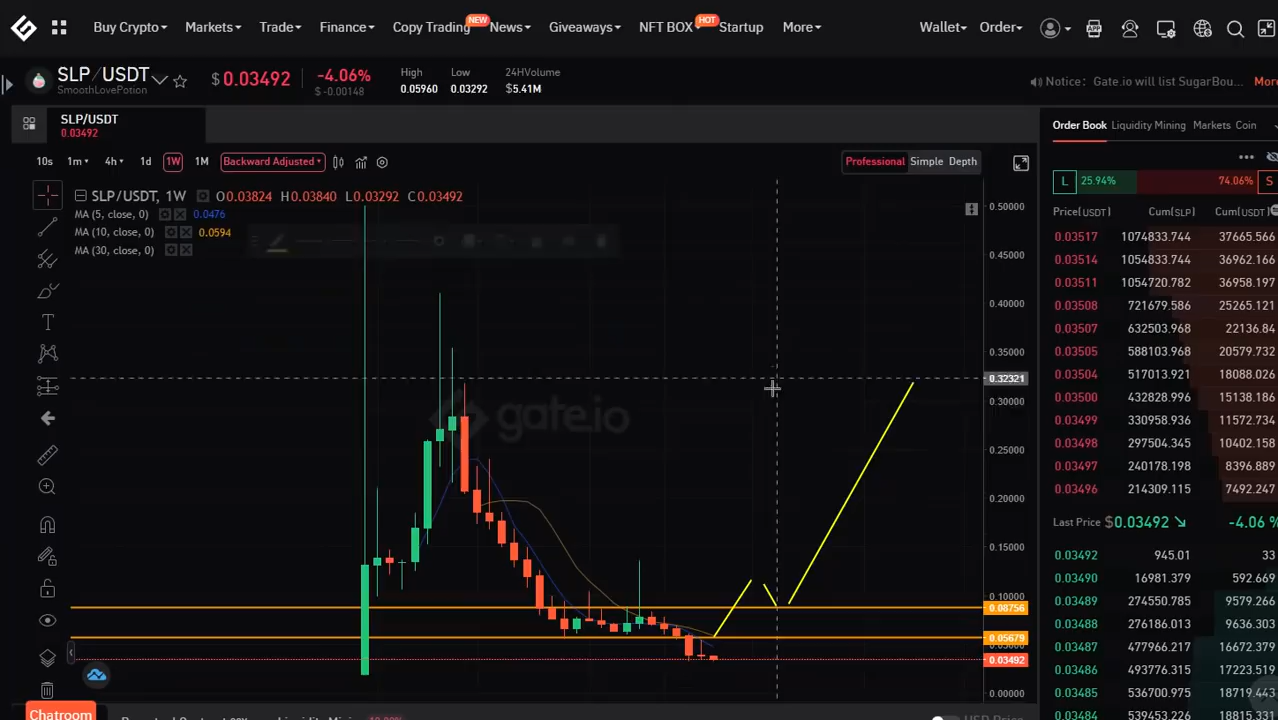 Buy Crypto Markets Trade Finance Copy Trading NEW News Giveaways NFT BOX HOT Startup More Wallet Order
SLP/USDT
SmoothLovePotion
$0.03492
-4.06%
$-0.00148
High
0.05960
Low
0.03292
24HVolume
$5.41M
Notice: Gate.io will list SugarBou... More
SLP/USDT
0.03492
10s 1m 4h 1d 1W 1M Backward Adjusted
Professional Simple Depth
SLP/USDT, 1W O0.03824 H0.03840 L0.03292 C0.03492
MA (5, close, 0) 0.0476
MA (10, close, 0) 0.0594
MA (30, close, 0)
gate.io
0.50000
0.45000
0.40000
0.35000
0.32321
0.30000
0.25000
0.20000
0.15000
0.10000
0.08756
0.05679
0.03492
0.00000
Order Book Liquidity Mining Markets Coin
L 25.94% 74.06% S
Price(USDT) Cum(SLP) Cum(USDT)
0.03517 1074833.744 37665.566
0.03514 1054833.744 36962.166
0.03511 1054720.782 36958.197
0.03508 721679.586 25265.121
0.03507 632503.968 22136.84
0.03505 588103.968 20579.732
0.03504 517013.921 18088.026
0.03500 432828.996 15138.186
0.03499 330958.936 11572.734
0.03498 297504.345 10402.158
0.03497 240178.198 8396.889
0.03496 214309.115 7492.247
Last Price $0.03492 -4.06 %
0.03492 945.01 33
0.03491 16981.379 592.669
0.03489 274550.785 9579.266
0.03488 276186.013 9636.303
0.03487 477966.217 16672.379
0.03486 493776.315 17223.519
0.03485 536700.975 18719.443
0.03484 539453.226 18815.331
Chatroom